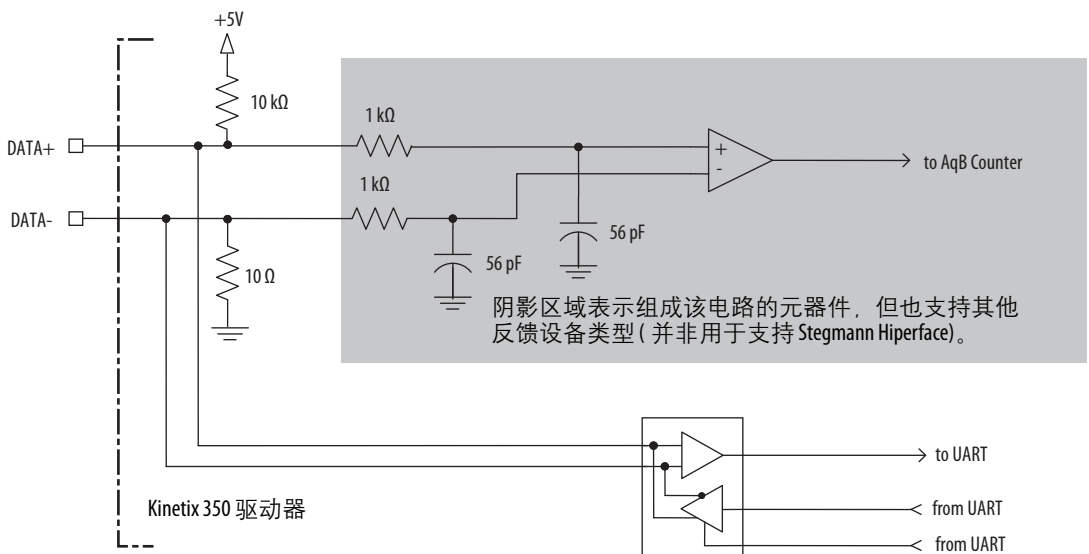 +5V
10 kΩ
1 kΩ
DATA+
+
-
to AqB Counter
1 kΩ
DATA-
56 pF
56 pF
10 Ω
阴影区域表示组成该电路的元器件，但也支持其他
反馈设备类型( 并非用于支持 Stegmann Hiperface)。
to UART
Kinetix 350 驱动器
from UART
from UART